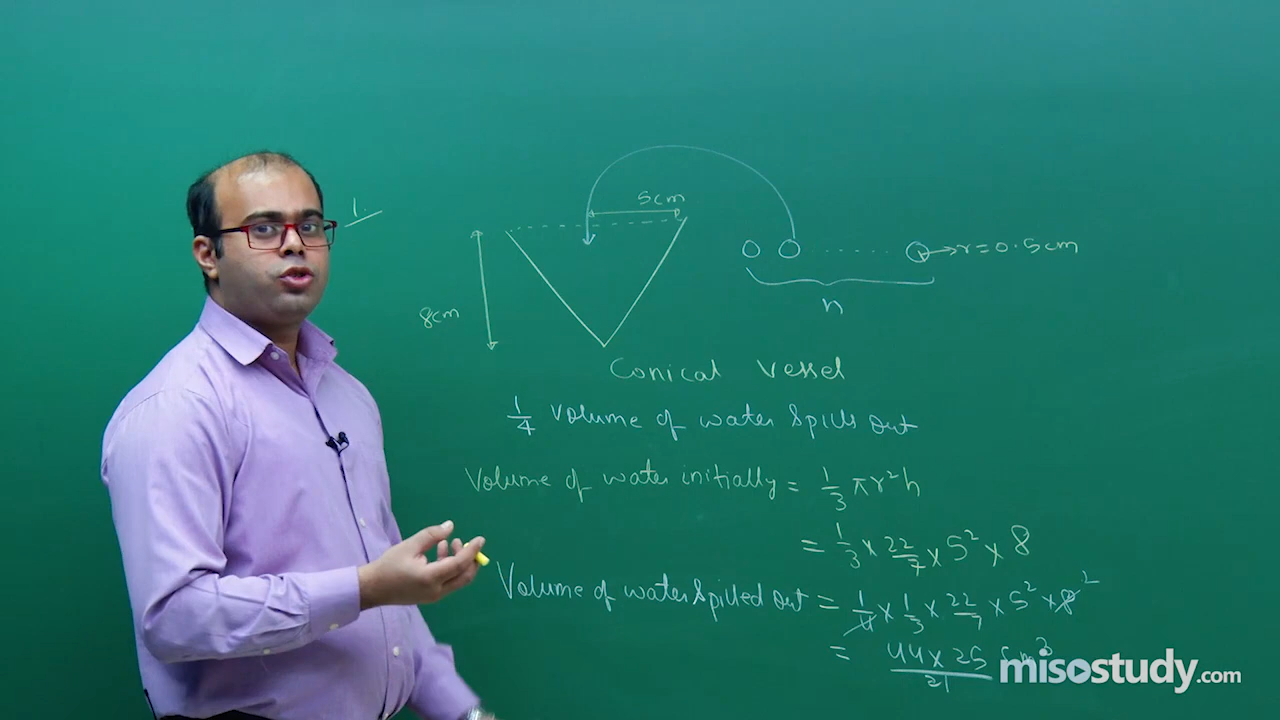 1.
5cm
r=0.5cm
n
8cm
Conical Vessel
1/4 Volume of water Spills out
Volume of water initially = 1/3 πr²h
= 1/3 × 22/7 × 5² × 8
Volume of water Spilled out = 1/4 × 1/3 × 22/7 × 5² × 8 2
= 44×25/21 cm³
misostudy.com